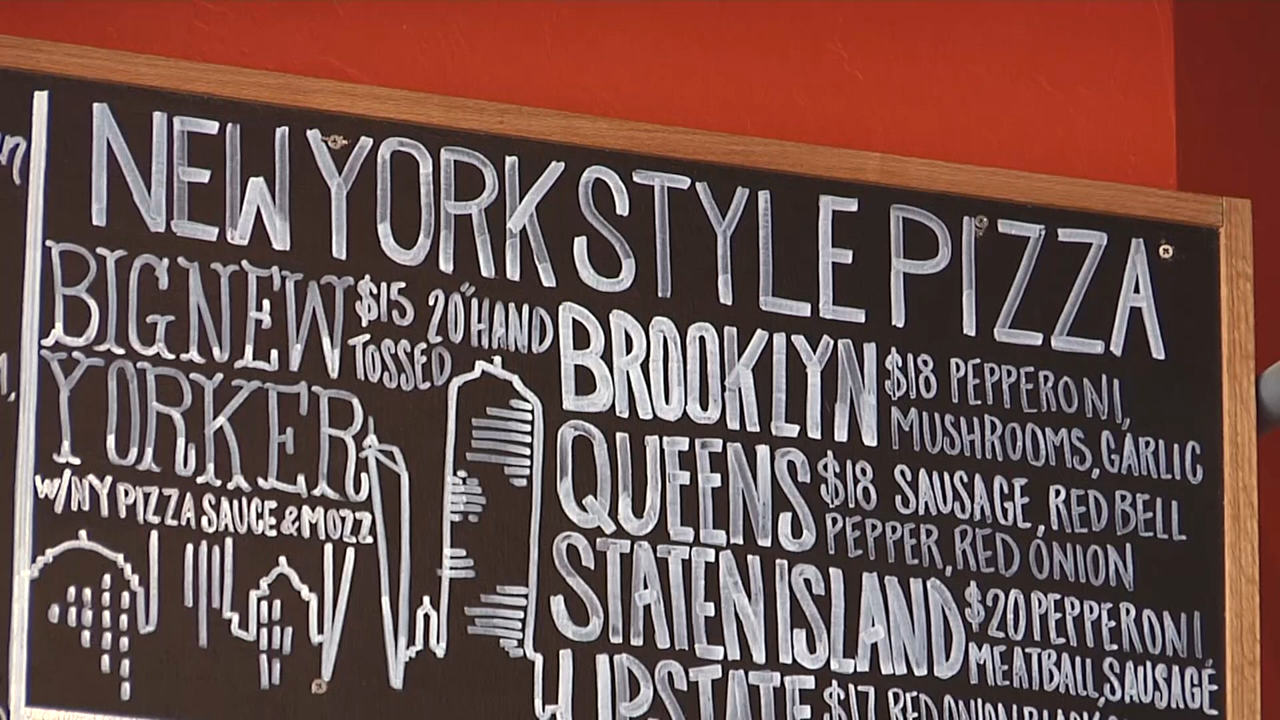 NEW YORK STYLE PIZZA
BIG NEW
YORKER
$15 20" HAND
TOSSED
W/NY PIZZA SAUCE & MOZZ
BROOKLYN $18 PEPPERONI,
MUSHROOMS, GARLIC
QUEENS $18 SAUSAGE, RED BELL
PEPPER, RED ONION
STATEN ISLAND $20 PEPPERONI,
MEATBALL, SAUSAGE
UPSTATE $17 RED ONION